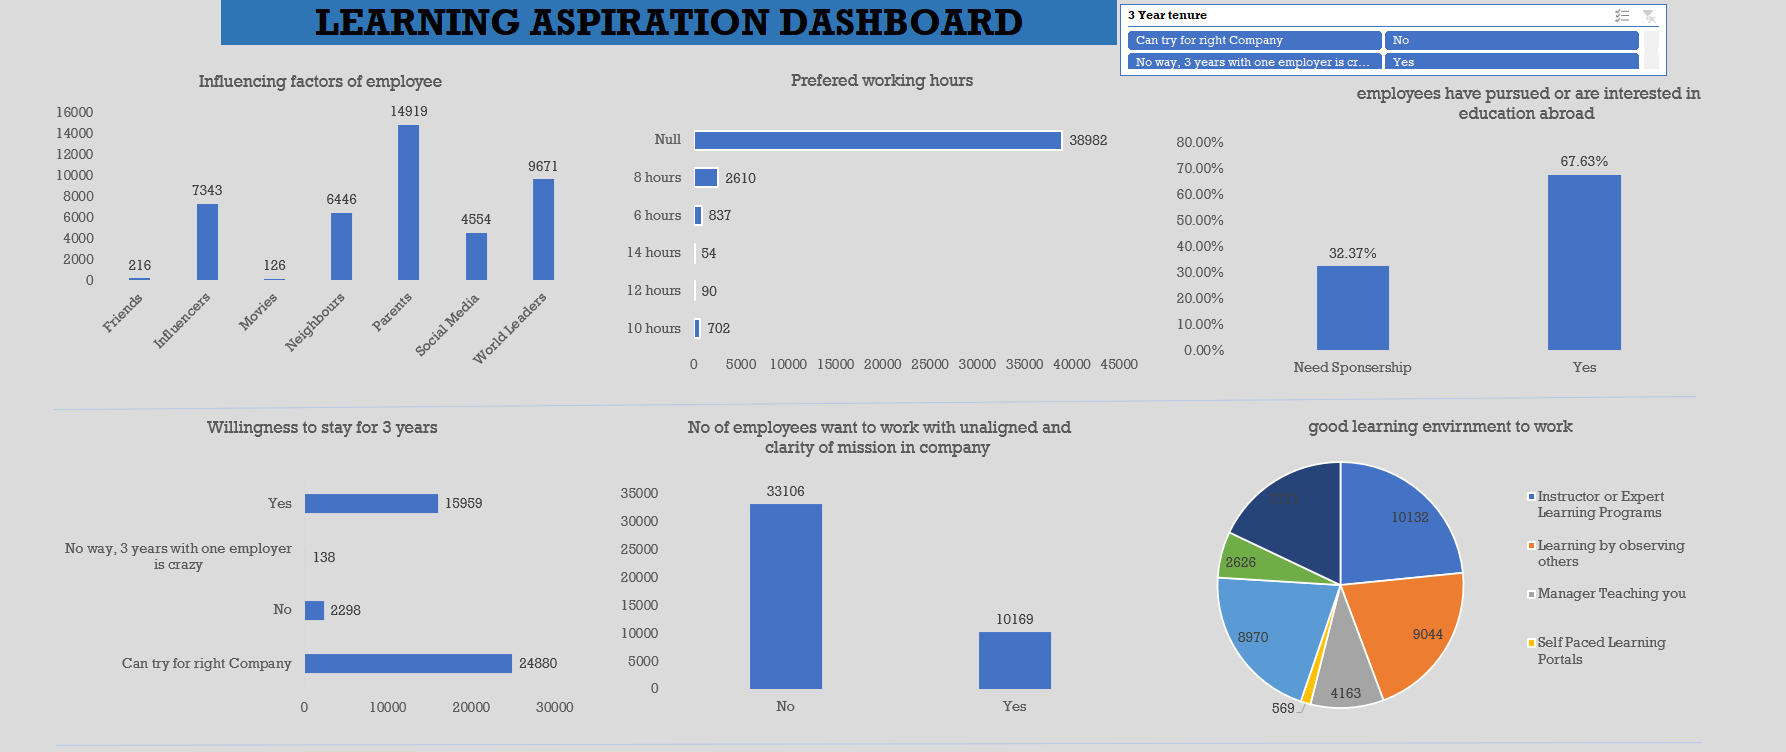 LEARNING ASPIRATION DASHBOARD
3 Year tenure
Can try for right Company
No
No way, 3 years with one employer is cr...
Yes
Influencing factors of employee
16000
14000
12000
10000
8000
6000
4000
2000
0
216
7343
126
6446
14919
4554
9671
Friends
Influencers
Movies
Neighbours
Parents
Social Media
World Leaders
Prefered working hours
Null
38982
8 hours
2610
6 hours
837
14 hours
54
12 hours
90
10 hours
702
0
5000
10000
15000
20000
25000
30000
35000
40000
45000
employees have pursued or are interested in
education abroad
80.00%
70.00%
60.00%
50.00%
40.00%
30.00%
20.00%
10.00%
0.00%
32.37%
67.63%
Need Sponsership
Yes
Willingness to stay for 3 years
Yes
15959
No way, 3 years with one employer
is crazy
138
No
2298
Can try for right Company
24880
0
10000
20000
30000
No of employees want to work with unaligned and
clarity of mission in company
35000
30000
25000
20000
15000
10000
5000
0
33106
10169
No
Yes
good learning envirnment to work
10132
9044
4163
569
8970
2626
Instructor or Expert
Learning Programs
Learning by observing
others
Manager Teaching you
Self Paced Learning
Portals